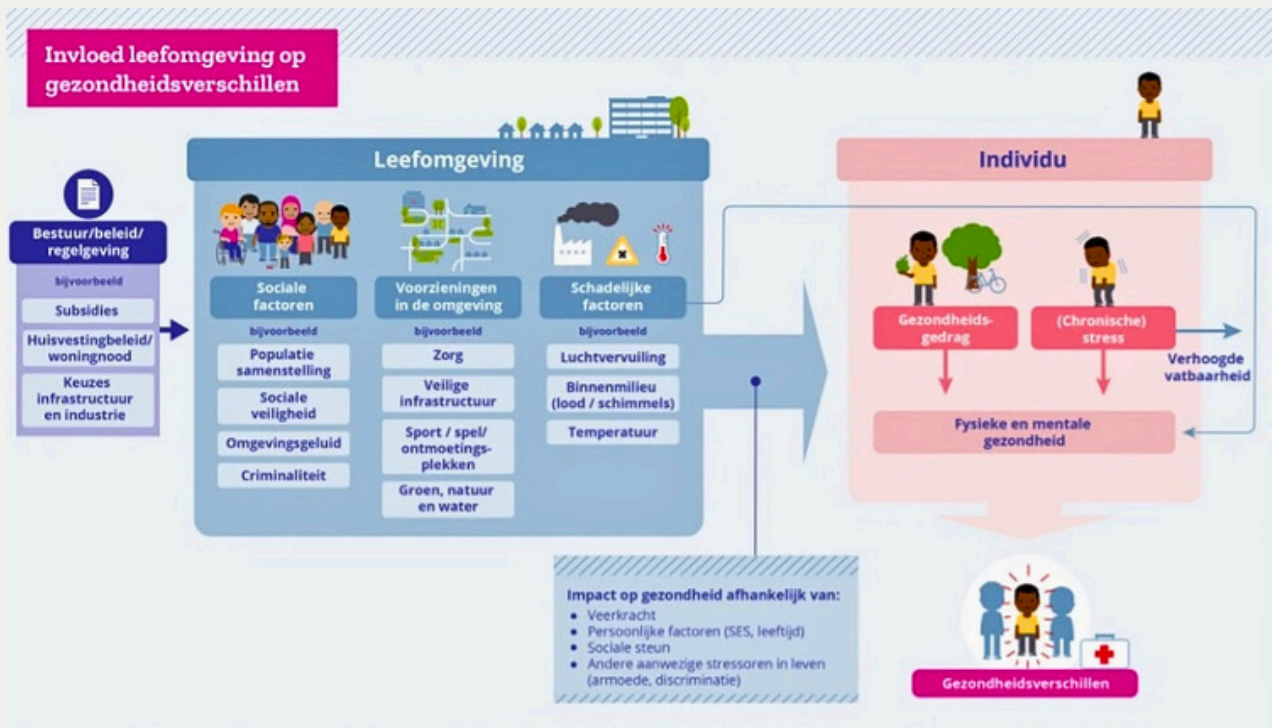 Invloed leefomgeving op
gezondheidsverschillen
Bestuur/beleid/
regelgeving
bijvoorbeeld
Subsidies
Huisvestingbeleid/
woningnood
Keuzes
infrastructuur
en industrie
Leefomgeving
Sociale
factoren
bijvoorbeeld
Populatie
samenstelling
Sociale
veiligheid
Omgevingsgeluid
Criminaliteit
Voorzieningen
in de omgeving
bijvoorbeeld
Zorg
Veilige
infrastructuur
Sport / spel/
ontmoetings-
plekken
Groen, natuur
en water
Schadelijke
factoren
bijvoorbeeld
Luchtvervuiling
Binnenmilieu
(lood / schimmels)
Temperatuur
Impact op gezondheid afhankelijk van:
• Veerkracht
• Persoonlijke factoren (SES, leeftijd)
• Sociale steun
• Andere aanwezige stressoren in leven
(armoede, discriminatie)
Individu
Gezondheids-
gedrag
(Chronische)
stress
Verhoogde
vatbaarheid
Fysieke en mentale
gezondheid
Gezondheidsverschillen